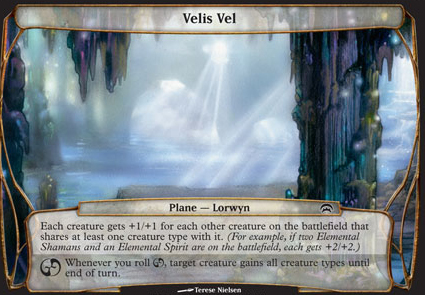 Velis Vel
Plane — Lorwyn
Each creature gets +1/+1 for each other creature on the battlefield that
shares at least one creature type with it. (For example, if two Elemental
Shamans and an Elemental Spirit are on the battlefield, each gets +2/+2.)
Whenever you roll , target creature gains all creature types until
end of turn.
Terese Nielsen